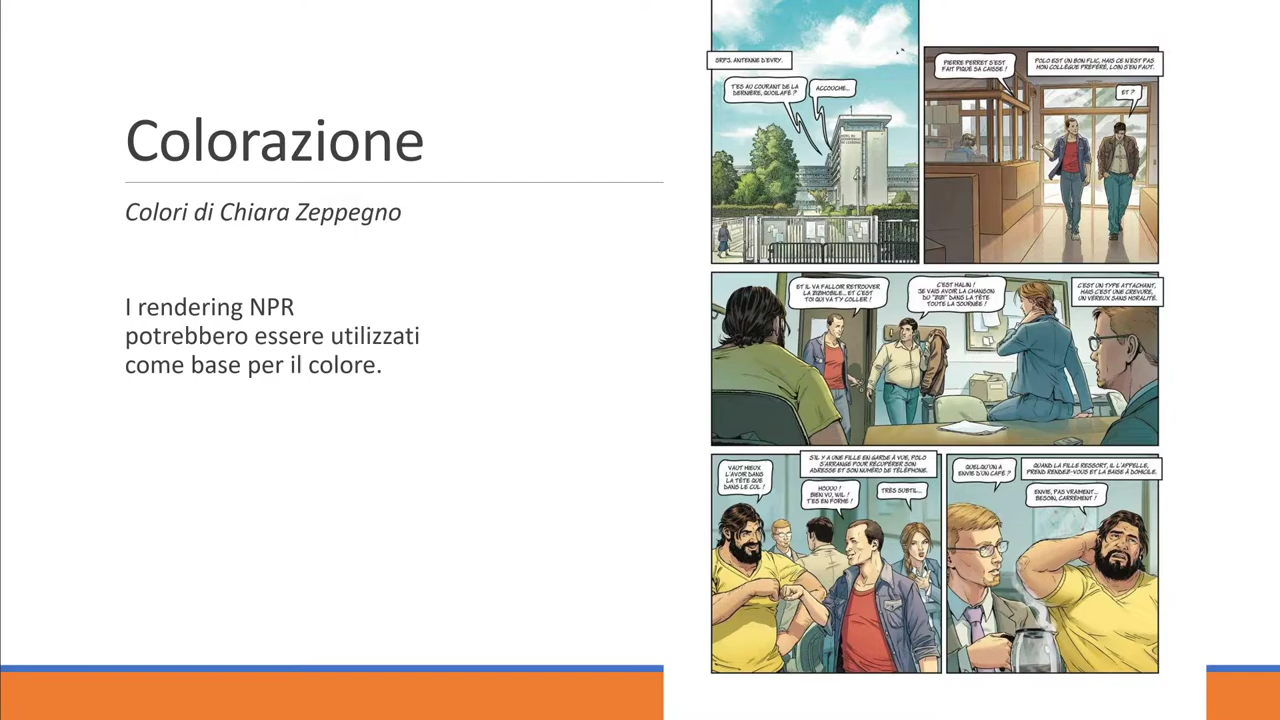 Colorazione
Colori di Chiara Zeppegno
I rendering NPR
potrebbero essere utilizzati
come base per il colore.
SRPJ. ANTENNE D'EVRY.
T'ES AU COURANT DE LA
DERNIÈRE, QUOILAFÉ ?
ACCOUCHE...
PIERRE PERRET S'EST
FAIT PIQUÉ SA CAISSE !
POLO EST UN BON FLIC, MAIS CE N'EST PAS
MON COLLÈGUE PRÉFÉRÉ, LOIN S'EN FAUT.
ET ?
ET IL VA FALLOIR RETROUVER
LA ZIZIMOBILE... ET C'EST
TOI QUI VA T'Y COLLER !
C'EST MALIN !
JE VAIS AVOIR LA CHANSON
DU "ZIZI" DANS LA TÊTE
TOUTE LA JOURNÉE !
C'EST UN TYPE ATTACHANT,
MAIS C'EST UNE CREVURE,
UN VÉREUX SANS MORALITÉ.
VAUT MIEUX
L'AVOIR DANS
LA TÊTE QUE
DANS LE CUL !
S'IL Y A UNE FILLE EN GARDE À VUE, POLO
S'ARRANGE POUR RÉCUPÉRER SON
ADRESSE ET SON NUMÉRO DE TÉLÉPHONE.
HOUUU !
BIEN VU, WIL !
T'ES EN FORME !
TRÈS SUBTIL...
QUELQU'UN A
ENVIE D'UN CAFÉ ?
QUAND LA FILLE RESSORT, IL L'APPELLE,
PREND RENDEZ-VOUS ET LA BAISE À DOMICILE.
ENVIE, PAS VRAIMENT...
BESOIN, CARRÉMENT !